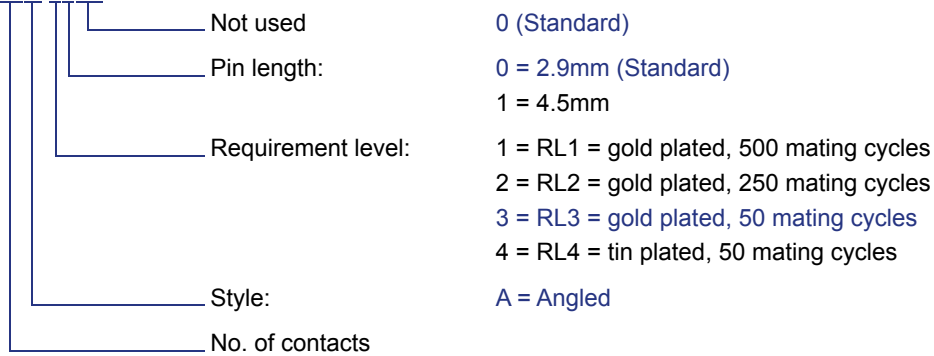 Not used 0 (Standard)
Pin length: 0 = 2.9mm (Standard)
1 = 4.5mm
Requirement level: 1 = RL1 = gold plated, 500 mating cycles
2 = RL2 = gold plated, 250 mating cycles
3 = RL3 = gold plated, 50 mating cycles
4 = RL4 = tin plated, 50 mating cycles
Style: A = Angled
No. of contacts